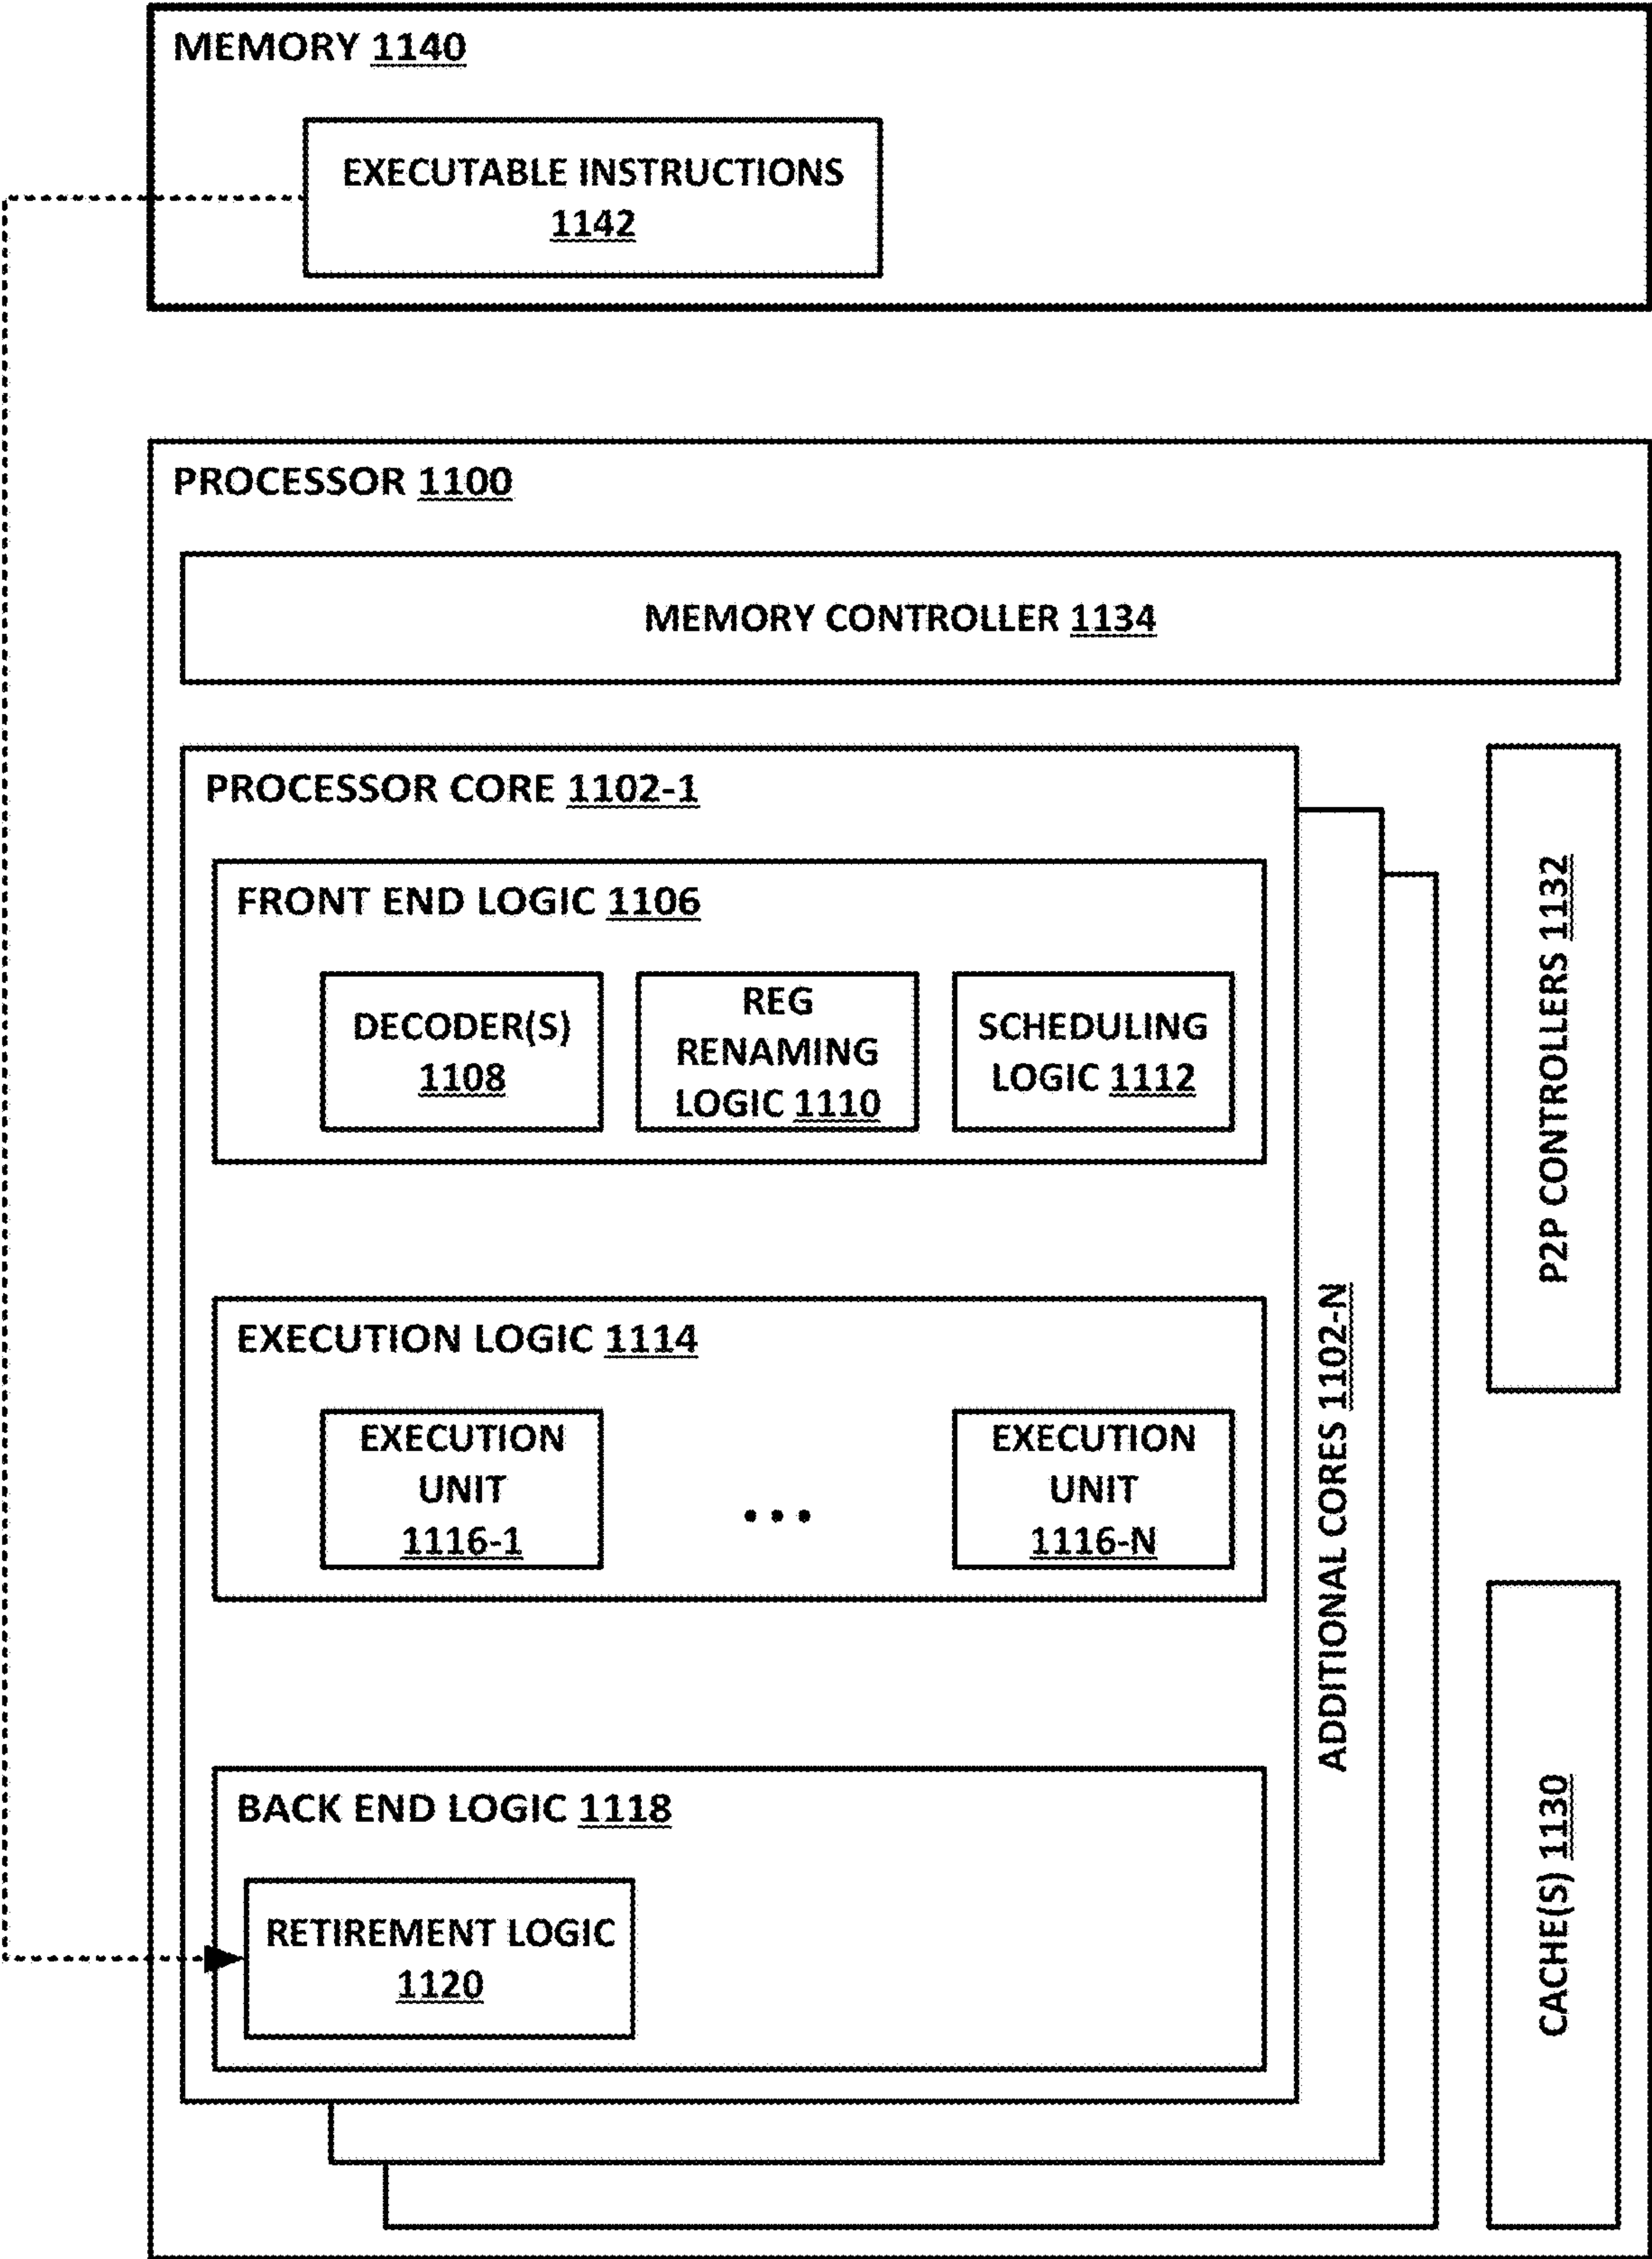 MEMORY 1140
EXECUTABLE INSTRUCTIONS
1142
PROCESSOR 1100
MEMORY CONTROLLER 1134
PROCESSOR CORE 1102-1
FRONT END LOGIC 1106
DECODER(S)
1108
REG
RENAMING
LOGIC 1110
SCHEDULING
LOGIC 1112
EXECUTION LOGIC 1114
EXECUTION
UNIT
1116-1
...
EXECUTION
UNIT
1116-N
BACK END LOGIC 1118
RETIREMENT LOGIC
1120
ADDITIONAL CORES 1102-N
P2P CONTROLLERS 1132
CACHE(S) 1130